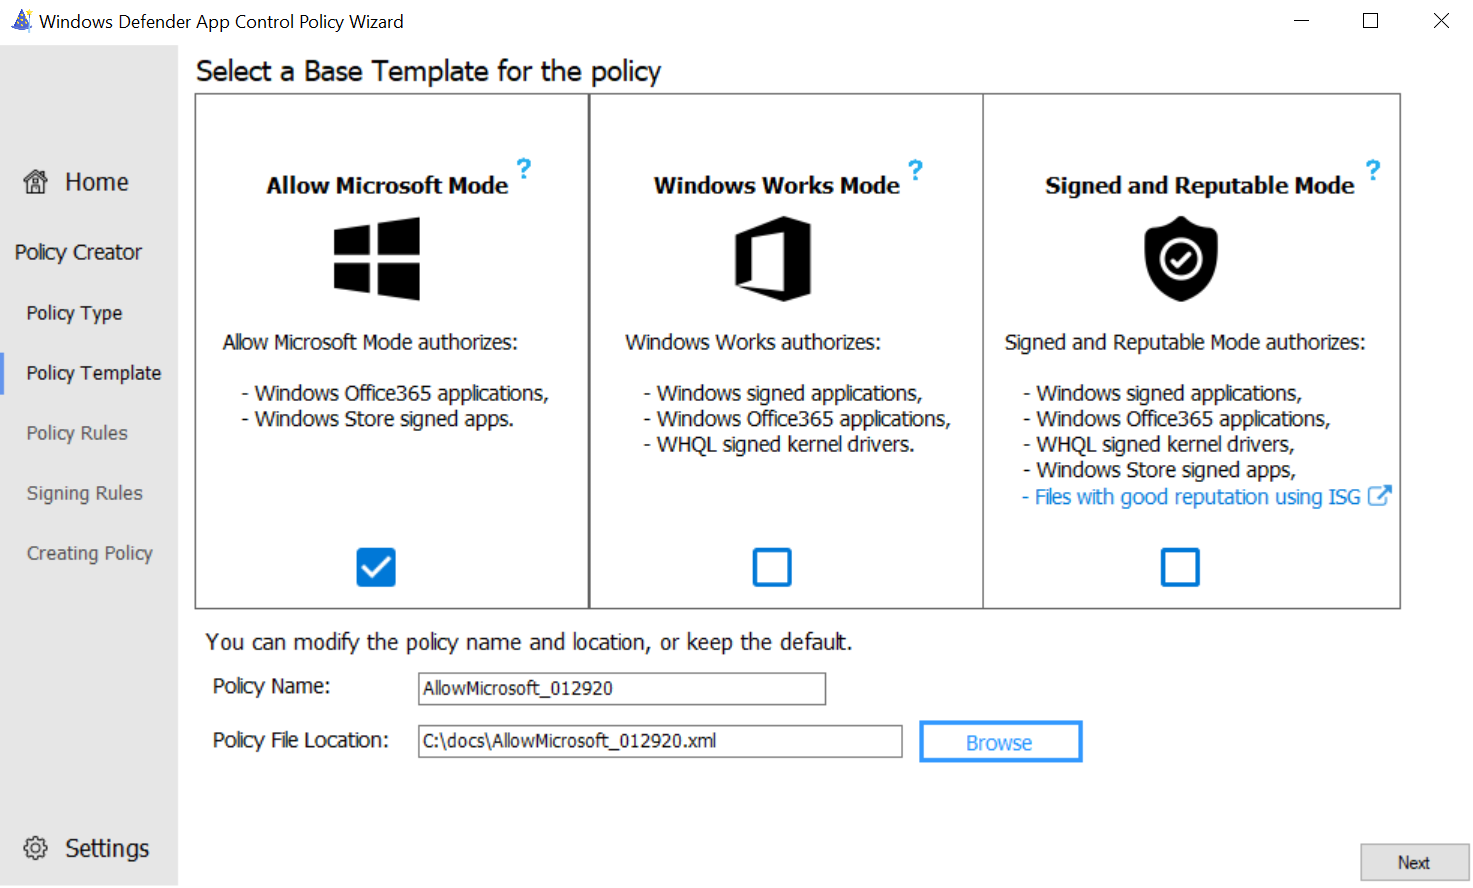 Windows Defender App Control Policy Wizard
Home
Policy Creator
Policy Type
Policy Template
Policy Rules
Signing Rules
Creating Policy
Settings
Select a Base Template for the policy
Allow Microsoft Mode ?
Allow Microsoft Mode authorizes:
- Windows Office365 applications,
- Windows Store signed apps.
Windows Works Mode ?
Windows Works authorizes:
- Windows signed applications,
- Windows Office365 applications,
- WHQL signed kernel drivers.
Signed and Reputable Mode ?
Signed and Reputable Mode authorizes:
- Windows signed applications,
- Windows Office365 applications,
- WHQL signed kernel drivers,
- Windows Store signed apps,
- Files with good reputation using ISG
You can modify the policy name and location, or keep the default.
Policy Name: AllowMicrosoft_012920
Policy File Location: C:\docs\AllowMicrosoft_012920.xml Browse
Next